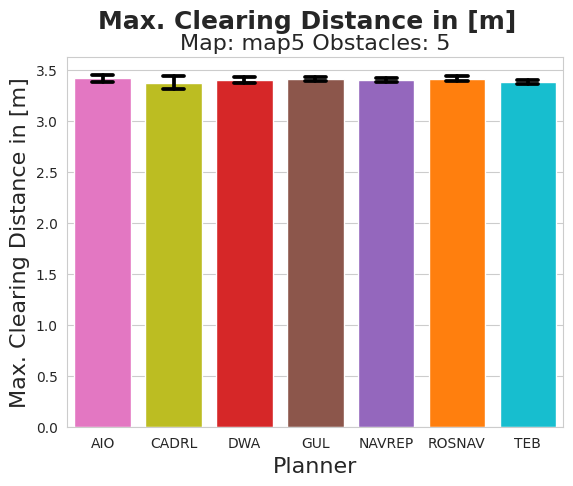 Max. Clearing Distance in [m]
Map: map5 Obstacles: 5
Max. Clearing Distance in [m]
3.5
3.0
2.5
2.0
1.5
1.0
0.5
0.0
AIO CADRL DWA GUL NAVREP ROSNAV TEB
Planner